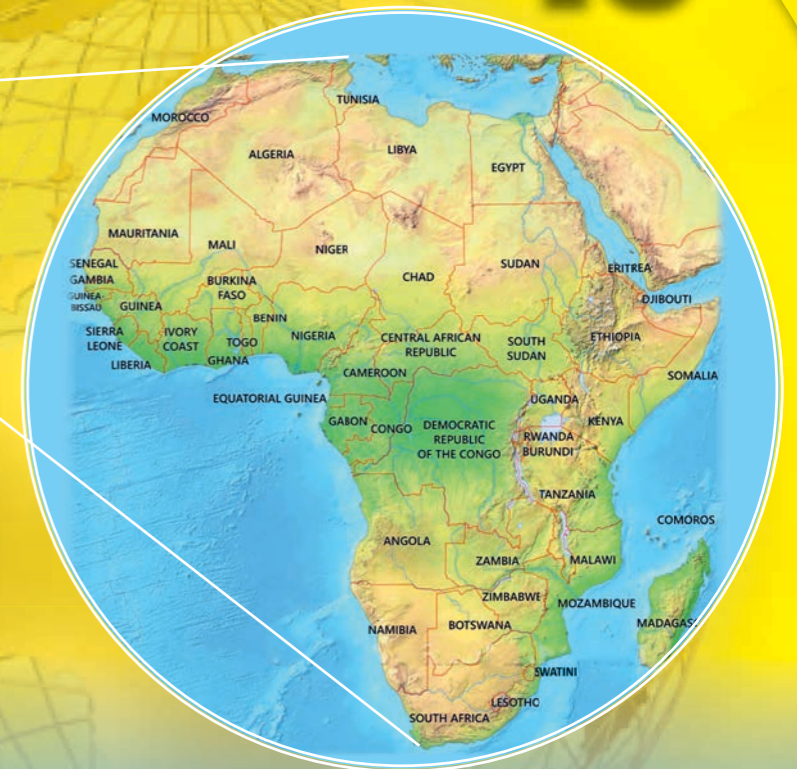 TUNISIA
MOROCCO
ALGERIA
LIBYA
EGYPT
MAURITANIA
MALI
NIGER
CHAD
SUDAN
ERITREA
SENEGAL
GAMBIA
GUINEA-
BISSAU
GUINEA
BURKINA
FASO
BENIN
DJIBOUTI
SIERRA
LEONE
IVORY
COAST
TOGO
GHANA
NIGERIA
CENTRAL AFRICAN
REPUBLIC
SOUTH
SUDAN
ETHIOPIA
LIBERIA
CAMEROON
SOMALIA
EQUATORIAL GUINEA
UGANDA
GABON
CONGO
DEMOCRATIC
REPUBLIC
OF THE CONGO
RWANDA
BURUNDI
KENYA
TANZANIA
COMOROS
ANGOLA
ZAMBIA
MALAWI
ZIMBABWE
MOZAMBIQUE
NAMIBIA
BOTSWANA
MADAGAS
SWATINI
LESOTHO
SOUTH AFRICA